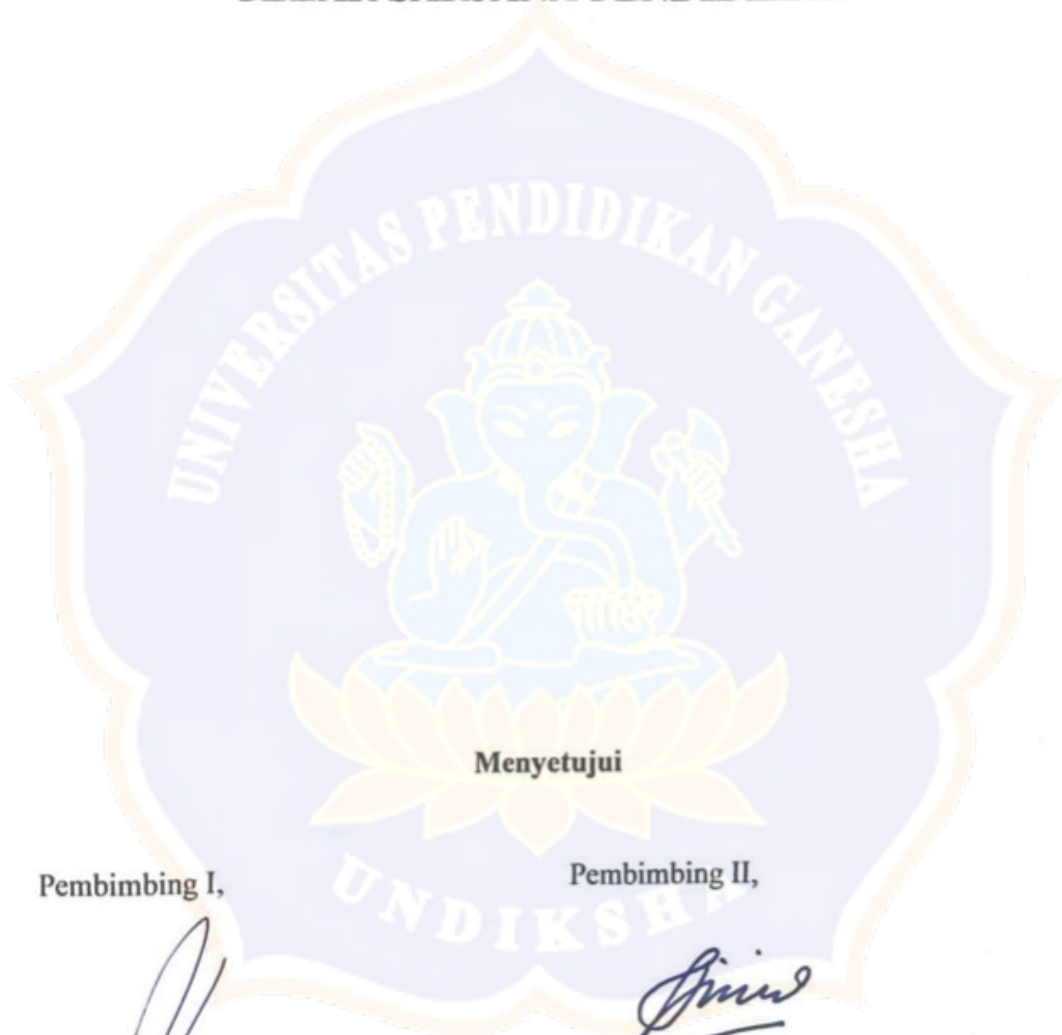 UNIVERSITAS PENDIDIKAN GANESHA
Menyetujui
Pembimbing I,
Pembimbing II,
UNDIKSHA